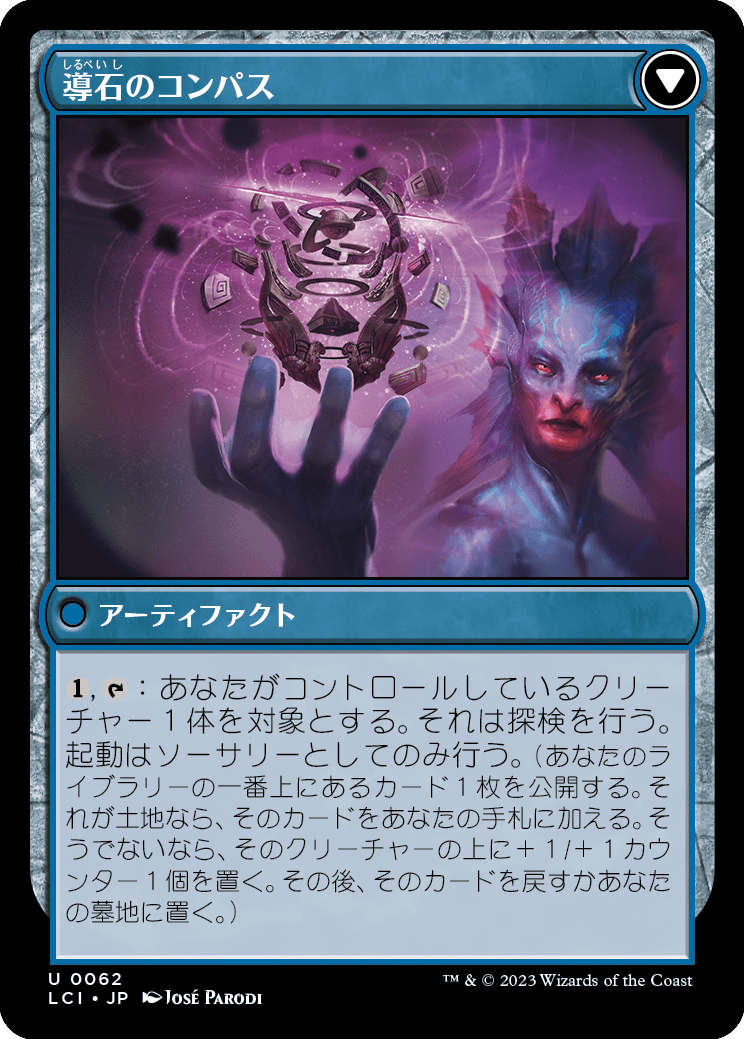 しるべいし
導石のコンパス
アーティファクト
1, : あなたがコントロールしているクリー
チャー1体を対象とする。それは探検を行う。
起動はソーサリーとしてのみ行う。(あなたのラ
イブラリーの一番上にあるカード1枚を公開する。そ
れが土地なら、そのカードをあなたの手札に加える。そ
うでないなら、そのクリーチャーの上に+1/+1カウ
ンター1個を置く。その後、そのカードを戻すかあなた
の墓地に置く。)
U 0062
LCI • JP José Parodi
™ & © 2023 Wizards of the Coast